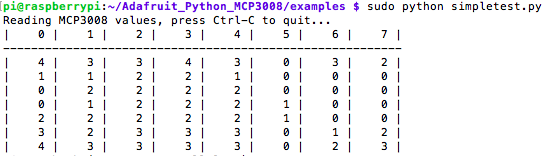 [pi@raspberrypi:~/Adafruit_Python_MCP3008/examples $ sudo python simpletest.py
Reading MCP3008 values, press Ctrl-C to quit...
|    0 |    1 |    2 |    3 |    4 |    5 |    6 |    7 |
---------------------------------------------------------
|    4 |    3 |    3 |    4 |    3 |    0 |    3 |    2 |
|    1 |    1 |    2 |    2 |    1 |    0 |    0 |    0 |
|    0 |    2 |    2 |    2 |    2 |    0 |    0 |    0 |
|    0 |    1 |    2 |    2 |    2 |    1 |    0 |    0 |
|    2 |    2 |    2 |    2 |    2 |    1 |    0 |    0 |
|    3 |    2 |    3 |    3 |    3 |    0 |    1 |    2 |
|    4 |    3 |    3 |    3 |    3 |    0 |    2 |    3 |